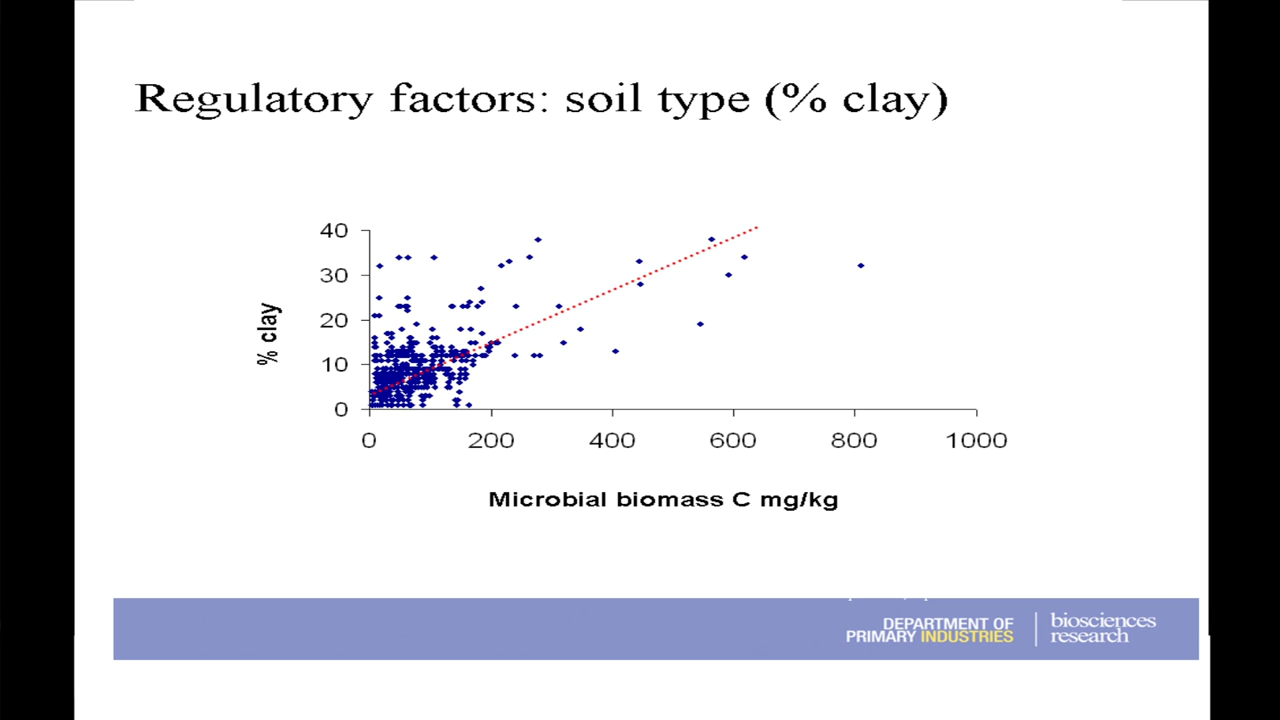 Regulatory factors: soil type (% clay)
40
30
20
10
0
% clay
0 200 400 600 800 1000
Microbial biomass C mg/kg
DEPARTMENT OF
PRIMARY INDUSTRIES
biosciences
research